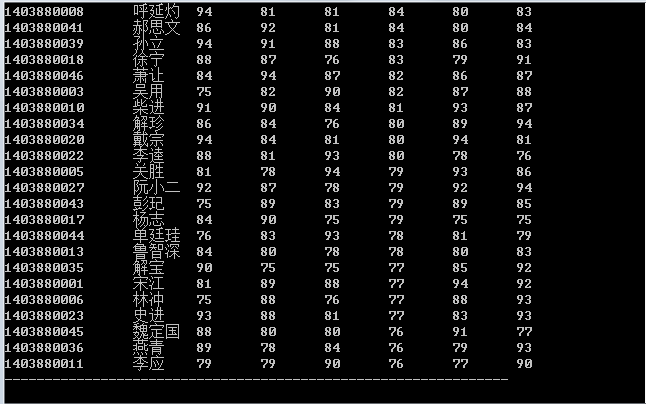 1403880008 呼延灼 94 81 81 84 80 83
1403880041 郝思文 86 92 81 84 80 84
1403880039 孙立 94 91 88 83 86 83
1403880018 徐宁 88 87 76 83 79 91
1403880046 萧让 84 94 87 82 86 87
1403880003 吴用 75 82 90 82 87 88
1403880010 柴进 91 90 84 81 93 87
1403880034 解珍 86 84 76 80 89 94
1403880020 戴宗 94 84 81 80 94 81
1403880022 李逵 88 81 93 80 78 76
1403880005 关胜 81 78 94 79 93 86
1403880027 阮小二 92 87 78 79 92 94
1403880043 彭玘 75 89 83 79 89 85
1403880017 杨志 84 90 75 79 75 75
1403880044 单廷珪 76 83 93 78 81 79
1403880013 鲁智深 84 80 78 78 80 83
1403880035 解宝 90 75 75 77 85 92
1403880001 宋江 81 89 88 77 94 92
1403880006 林冲 75 88 76 77 88 93
1403880023 史进 93 88 81 77 83 93
1403880045 魏定国 88 80 80 76 91 77
1403880036 燕青 89 78 84 76 79 93
1403880011 李应 79 79 90 76 77 90
---------------------------------------------------------------